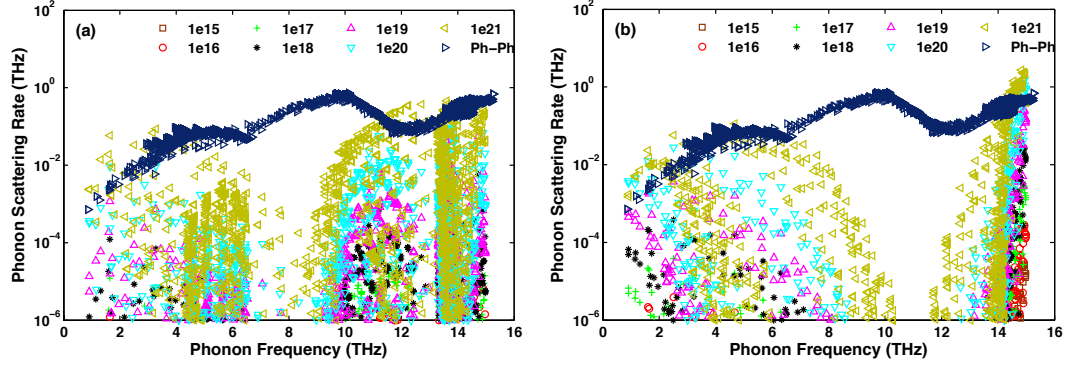 (a)
1e15 1e17 1e19 1e21
1e16 1e18 1e20 Ph-Ph
Phonon Scattering Rate (THz)
10^2
10^0
10^-2
10^-4
10^-6
0 2 4 6 8 10 12 14 16
Phonon Frequency (THz)
(b)
1e15 1e17 1e19 1e21
1e16 1e18 1e20 Ph-Ph
Phonon Scattering Rate (THz)
10^2
10^0
10^-2
10^-4
10^-6
0 2 4 6 8 10 12 14 16
Phonon Frequency (THz)